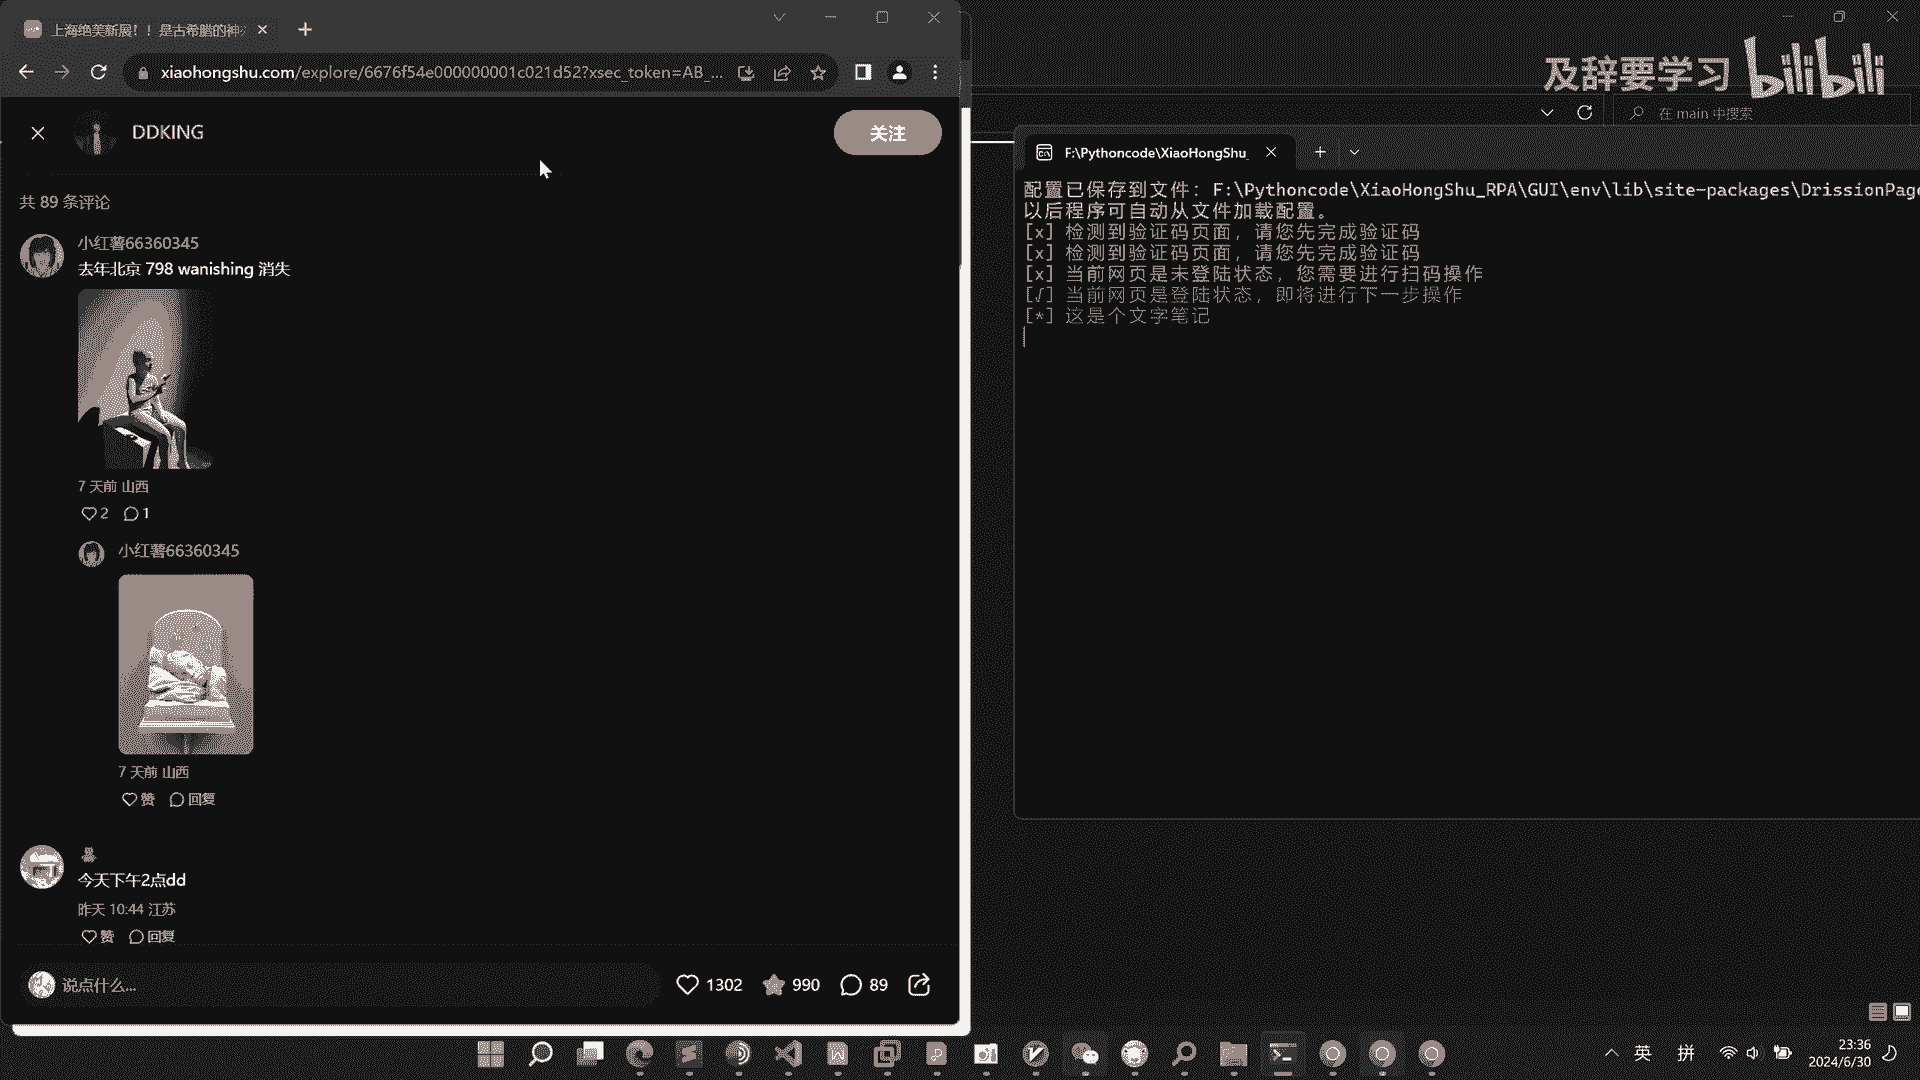 上海绝美新展！！是古希腊的神
xiaohongshu.com/explore/6676f54e000000001c021d52?xsec_token=AB_...
及辞要学习 bilibili
在 main 中搜索
DDKING
关注
共 89 条评论
小红薯66360345
去年北京 798 wanishing 消失
7 天前 山西
2 1
小红薯66360345
7 天前 山西
赞 回复
今天下午2点dd
昨天 10:44 江苏
赞 回复
说点什么...
1302 990 89
F:\Pythoncode\XiaoHongShu_
配置已保存到文件：F:\Pythoncode\XiaoHongShu_RPA\GUI\env\lib\site-packages\DrissionPage
以后程序可自动从文件加载配置。
[x] 检测到验证码页面，请您先完成验证码
[x] 检测到验证码页面，请您先完成验证码
[x] 当前网页是未登陆状态，您需要进行扫码操作
[√] 当前网页是登陆状态，即将进行下一步操作
[*] 这是个文字笔记
英 拼
23:36
2024/6/30